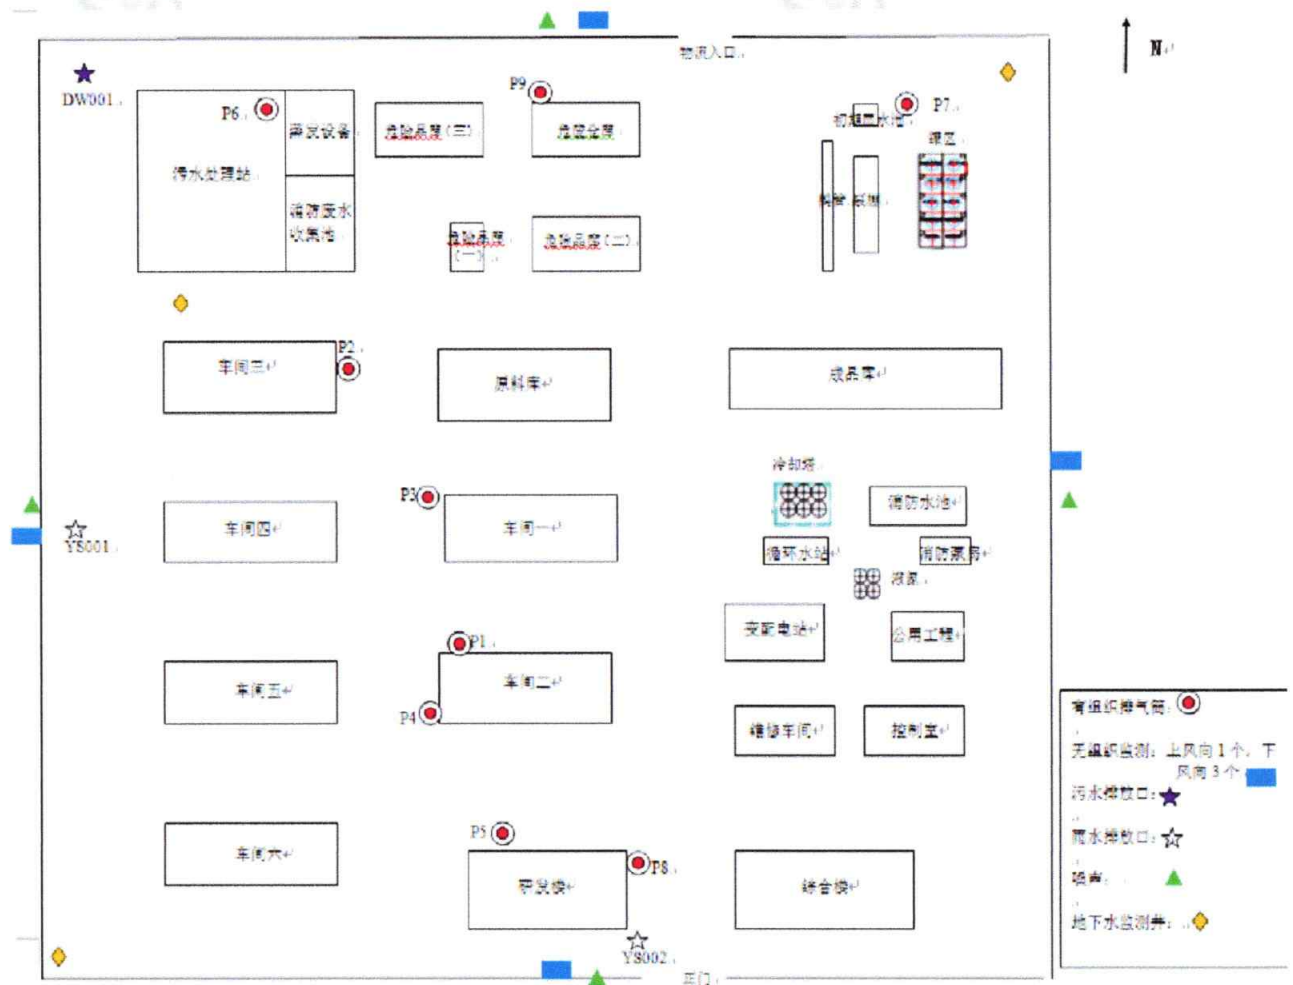 物流入口
N
DW001
P6
蒸发设备
污水处理站
消防废水
收集池
危险品库(三)
P9
危废仓库
危险品库
(一)
危险品库(二)
初期雨水池
P7
罐区
泵棚
车间三
P2
原料库
成品库
冷却塔
消防水池
P3
车间四
车间一
YS001
循环水站
消防泵房
变配电站
公用工程
P1
车间五
车间二
P4
维修车间
控制室
P5
车间六
研发楼
P8
综合楼
YS002
正门
有组织排气筒:
无组织监测: 上风向1个, 下
风向3个
污水排放口:
雨水排放口:
噪声:
地下水监测井: